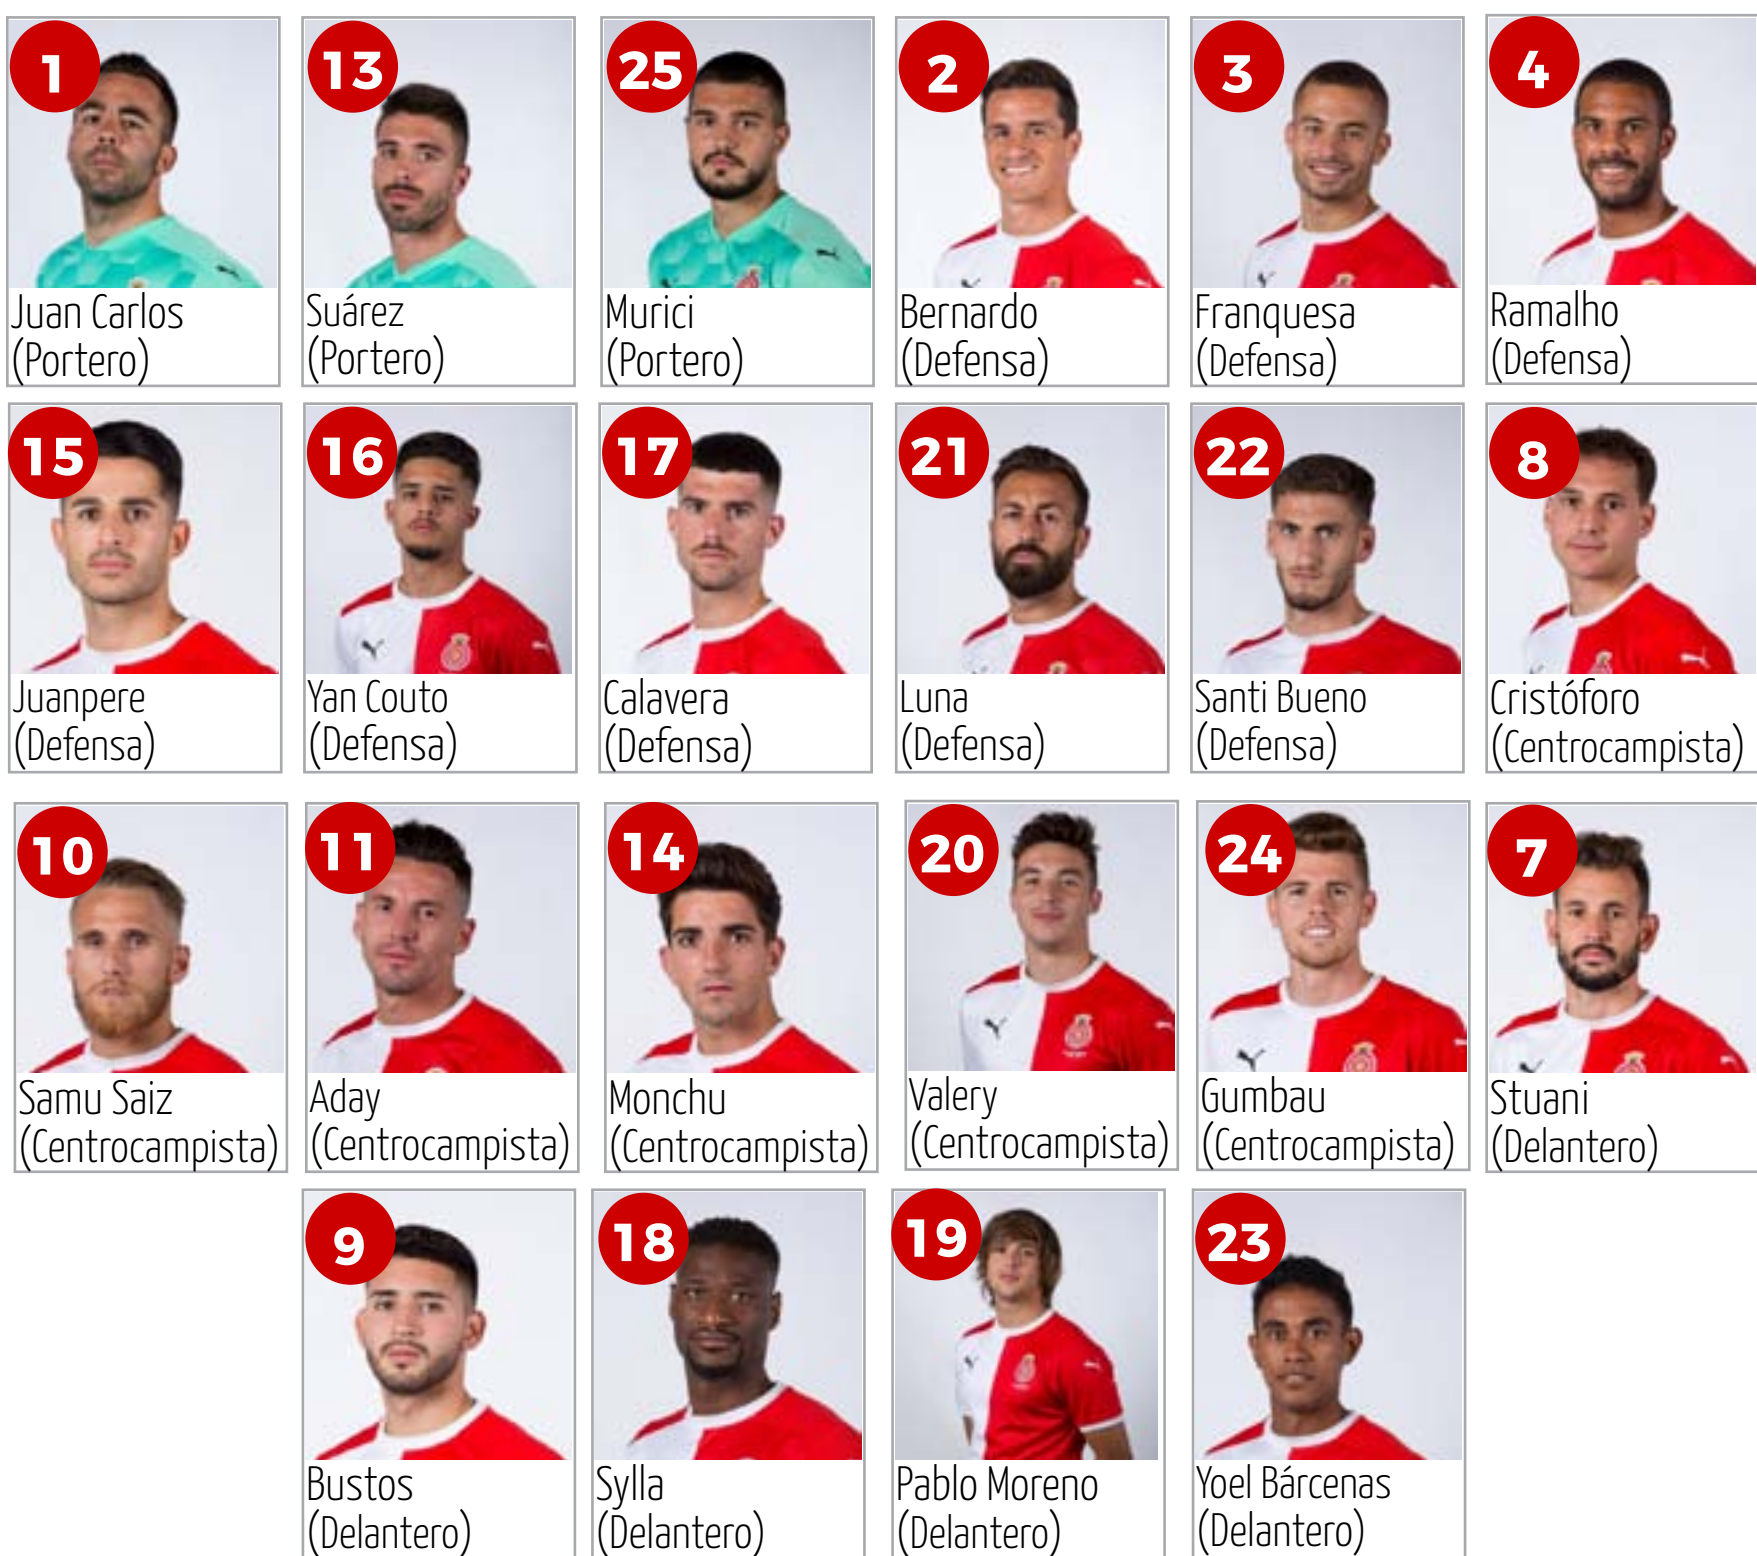 1
Juan Carlos
(Portero)
13
Suárez
(Portero)
25
Murici
(Portero)
2
Bernardo
(Defensa)
3
Franquesa
(Defensa)
4
Ramalho
(Defensa)
15
Juanpere
(Defensa)
16
Yan Couto
(Defensa)
17
Calavera
(Defensa)
21
Luna
(Defensa)
22
Santi Bueno
(Defensa)
8
Cristóforo
(Centrocampista)
10
Samu Saiz
(Centrocampista)
11
Aday
(Centrocampista)
14
Monchu
(Centrocampista)
20
Valery
(Centrocampista)
24
Gumbau
(Centrocampista)
7
Stuani
(Delantero)
9
Bustos
(Delantero)
18
Sylla
(Delantero)
19
Pablo Moreno
(Delantero)
23
Yoel Bárcenas
(Delantero)